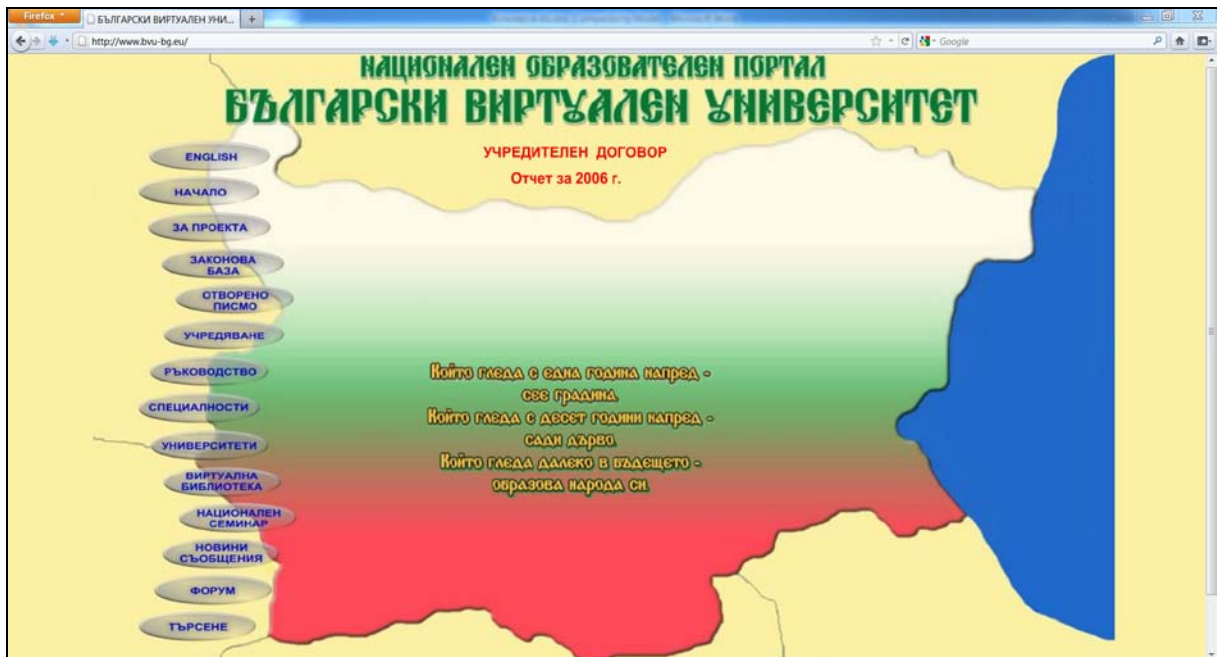 Firefox
БЪЛГАРСКИ ВИРТУАЛЕН УНИ...
http://www.bvu-bg.eu/
Google
НАЦИОНАЛЕН ОБРАЗОВАТЕЛЕН ПОРТАЛ
БЪЛГАРСКИ ВИРТУАЛЕН УНИВЕРСИТЕТ
УЧРЕДИТЕЛЕН ДОГОВОР
Отчет за 2006 г.
ENGLISH
НАЧАЛО
ЗА ПРОЕКТА
ЗАКОНОВА
БАЗА
ОТВОРЕНО
ПИСМО
УЧРЕДЯВАНЕ
РЪКОВОДСТВО
СПЕЦИАЛНОСТИ
УНИВЕРСИТЕТИ
ВИРТУАЛНА
БИБЛИОТЕКА
НАЦИОНАЛЕН
СЕМИНАР
НОВИНИ
СЪОБЩЕНИЯ
ФОРУМ
ТЪРСЕНЕ
Който гледа с една година напред -
сее градина.
Който гледа с десет години напред -
сади дърво.
Който гледа далеко в бъдещето -
образова народа си.